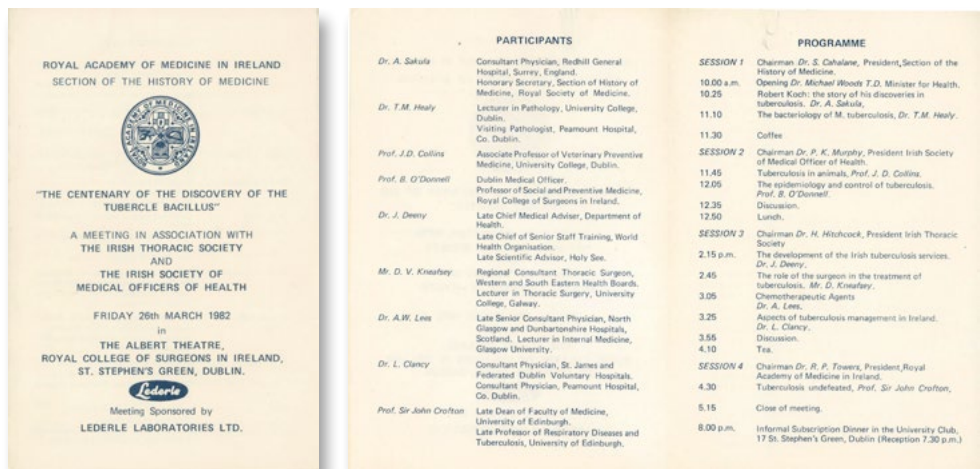 ROYAL ACADEMY OF MEDICINE IN IRELAND
SECTION OF THE HISTORY OF MEDICINE
ROYAL ACADEMY OF MEDICINE IN IRELAND
"THE CENTENARY OF THE DISCOVERY OF THE
TUBERCLE BACILLUS"
A MEETING IN ASSOCIATION WITH
THE IRISH THORACIC SOCIETY
AND
THE IRISH SOCIETY OF
MEDICAL OFFICERS OF HEALTH
FRIDAY 26th MARCH 1982
in
THE ALBERT THEATRE,
ROYAL COLLEGE OF SURGEONS IN IRELAND,
ST. STEPHEN'S GREEN, DUBLIN.
Lederle
Meeting Sponsored by
LEDERLE LABORATORIES LTD.
PARTICIPANTS
Dr. A. Sakula Consultant Physician, Redhill General
Hospital, Surrey, England.
Honorary Secretary, Section of History of
Medicine, Royal Society of Medicine.
Dr. T.M. Healy Lecturer in Pathology, University College,
Dublin.
Visiting Pathologist, Peamount Hospital,
Co. Dublin.
Prof. J.D. Collins Associate Professor of Veterinary Preventive
Medicine, University College, Dublin.
Prof. B. O'Donnell Dublin Medical Officer.
Professor of Social and Preventive Medicine,
Royal College of Surgeons in Ireland.
Dr. J. Deeny Late Chief Medical Adviser, Department of
Health.
Late Chief of Senior Staff Training, World
Health Organisation.
Late Scientific Advisor, Holy See.
Mr. D. V. Kneafsey Regional Consultant Thoracic Surgeon,
Western and South Eastern Health Boards.
Lecturer in Thoracic Surgery, University
College, Galway.
Dr. A.W. Lees Late Senior Consultant Physician, North
Glasgow and Dunbartonshire Hospitals,
Scotland. Lecturer in Internal Medicine,
Glasgow University.
Dr. L. Clancy Consultant Physician, St. James and
Federated Dublin Voluntary Hospitals.
Consultant Physician, Peamount Hospital,
Co. Dublin.
Prof. Sir John Crofton Late Dean of Faculty of Medicine,
University of Edinburgh.
Late Professor of Respiratory Diseases and
Tuberculosis, University of Edinburgh.
PROGRAMME
SESSION 1 Chairman Dr. S. Cahalane, President, Section of the
History of Medicine.
10.00 a.m. Opening Dr. Michael Woods T.D. Minister for Health.
10.25 Robert Koch: the story of his discoveries in
tuberculosis. Dr. A. Sakula,
11.10 The bacteriology of M. tuberculosis, Dr. T.M. Healy.
11.30 Coffee
SESSION 2 Chairman Dr. P. K. Murphy, President Irish Society
of Medical Officer of Health.
11.45 Tuberculosis in animals, Prof. J. D. Collins.
12.05 The epidemiology and control of tuberculosis.
Prof. B. O'Donnell.
12.35 Discussion.
12.50 Lunch.
SESSION 3 Chairman Dr. H. Hitchcock, President Irish Thoracic
Society
2.15 p.m. The development of the Irish tuberculosis services.
Dr. J. Deeny.
2.45 The role of the surgeon in the treatment of
tuberculosis. Mr. D. Kneafsey.
3.05 Chemotherapeutic Agents
Dr. A. Lees.
3.25 Aspects of tuberculosis management in Ireland.
Dr. L. Clancy.
3.55 Discussion.
4.10 Tea.
SESSION 4 Chairman Dr. R. P. Towers, President, Royal
Academy of Medicine in Ireland.
4.30 Tuberculosis undefeated, Prof. Sir John Crofton,
5.15 Close of meeting.
8.00 p.m. Informal Subscription Dinner in the University Club,
17 St. Stephen's Green, Dublin (Reception 7.30 p.m.)